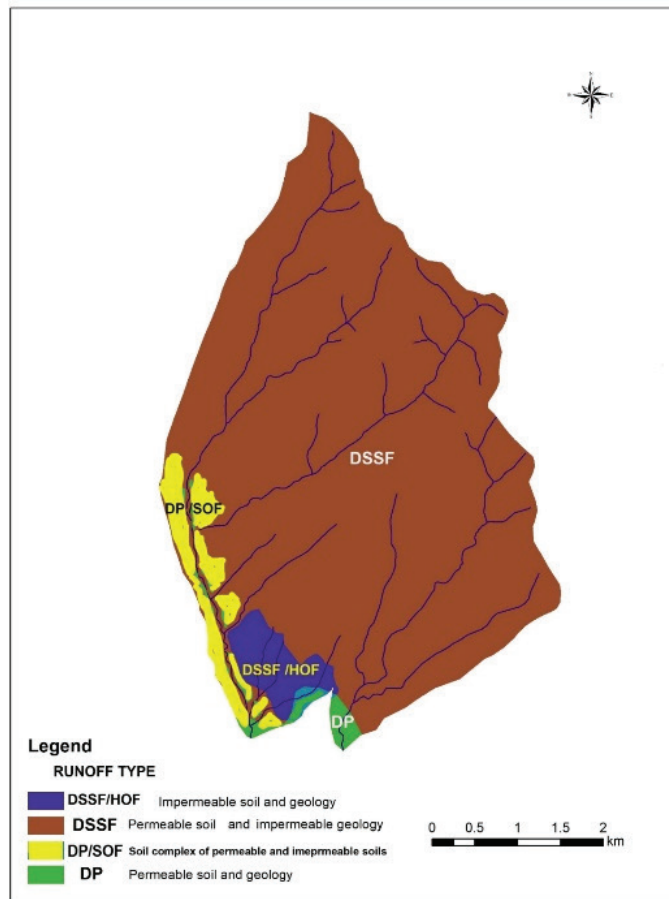 N
W
E
S
DSSF
DP/SOF
DSSF /HOF
DP
Legend
RUNOFF TYPE
DSSF/HOF Impermeable soil and geology
DSSF Permeable soil and impermeable geology
DP/SOF Soil complex of permeable and imeprmeable soils
DP Permeable soil and geology
0 0.5 1 2
km